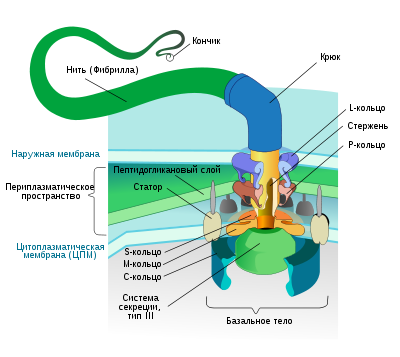 Кончик
Крюк
Нить (Фибрилла)
L-кольцо
Стержень
P-кольцо
Наружная мембрана
Пептидогликановый слой
Периплазматическое
пространство
Статор
Цитоплазматическая
мембрана (ЦПМ)
S-кольцо
M-кольцо
C-кольцо
Система
секреции,
тип III
Базальное тело